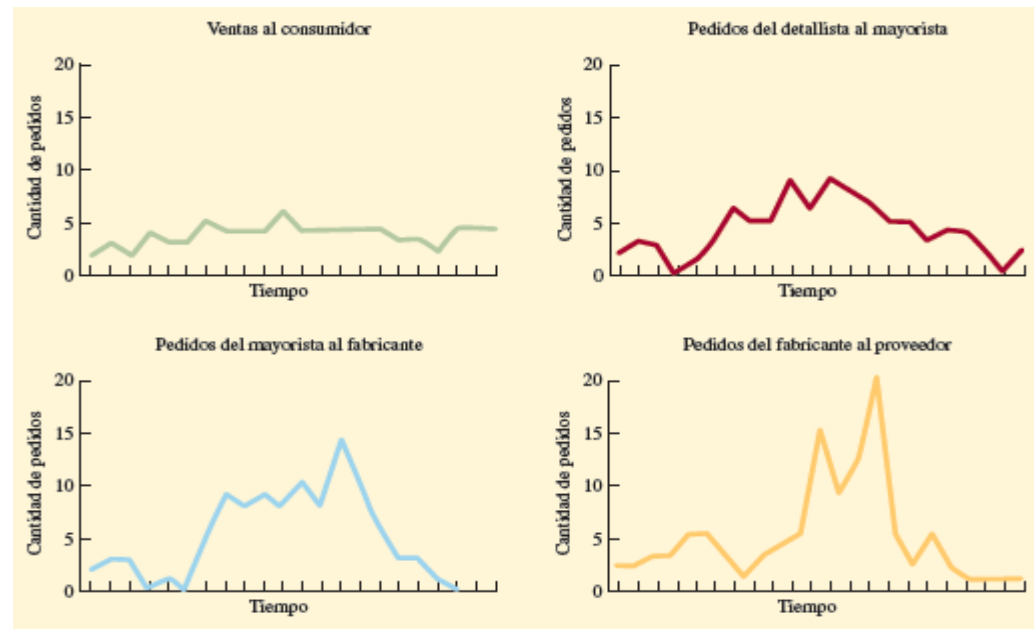 Ventas al consumidor
Cantidad de pedidos
20
15
10
5
0
Tiempo
Pedidos del detallista al mayorista
Cantidad de pedidos
20
15
10
5
0
Tiempo
Pedidos del mayorista al fabricante
Cantidad de pedidos
20
15
10
5
0
Tiempo
Pedidos del fabricante al proveedor
Cantidad de pedidos
20
15
10
5
0
Tiempo